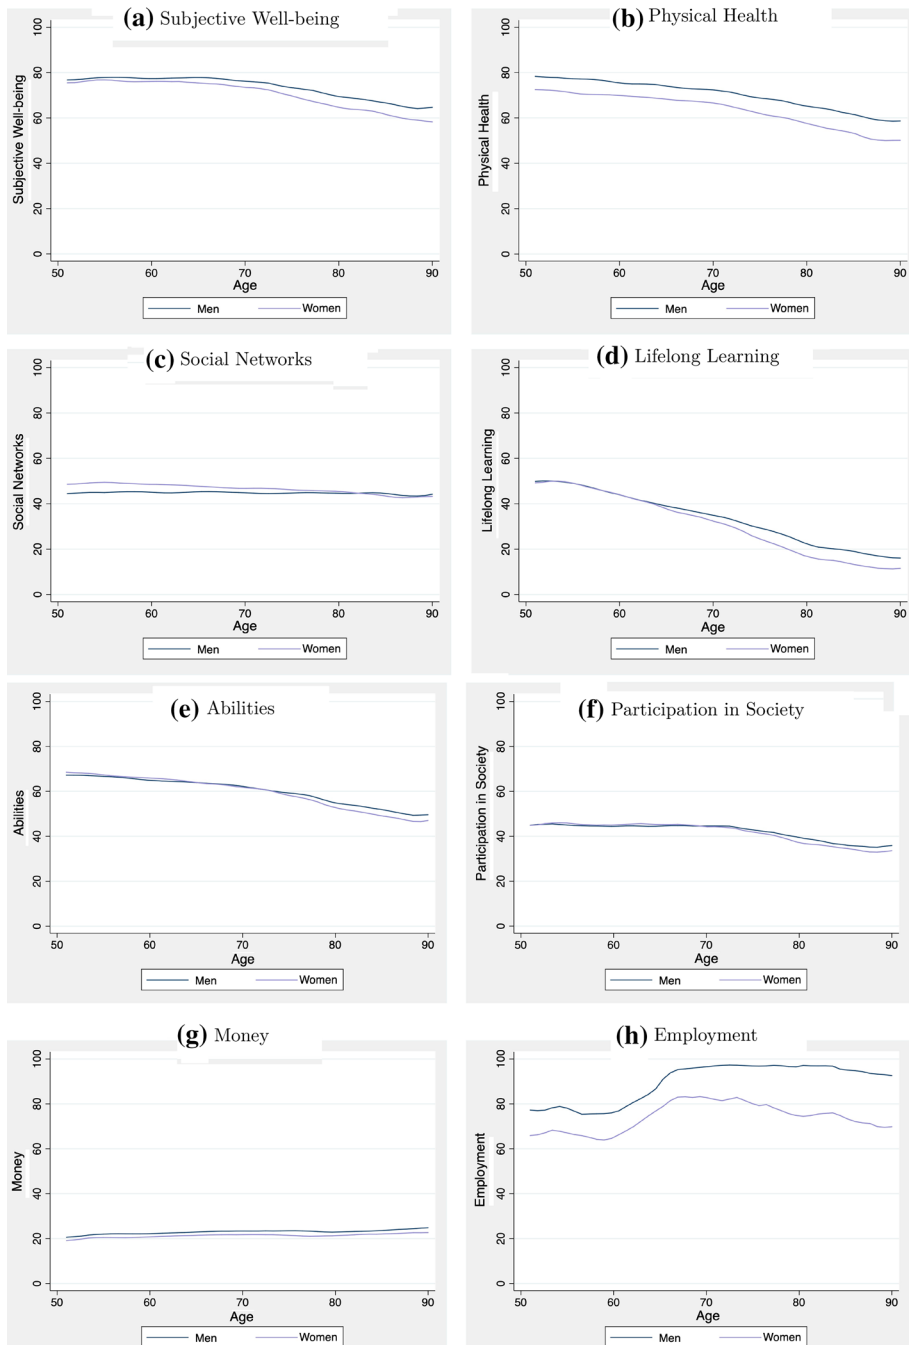 (a) Subjective Well-being
Subjective Well-being
100
80
60
40
20
0
50 60 70 80 90
Age
Men Women
(b) Physical Health
Physical Health
100
80
60
40
20
0
50 60 70 80 90
Age
Men Women
(c) Social Networks
Social Networks
100
80
60
40
20
0
50 60 70 80 90
Age
Men Women
(d) Lifelong Learning
Lifelong Learning
100
80
60
40
20
0
50 60 70 80 90
Age
Men Women
(e) Abilities
Abilities
100
80
60
40
20
0
50 60 70 80 90
Age
Men Women
(f) Participation in Society
Participation in Society
100
80
60
40
20
0
50 60 70 80 90
Age
Men Women
(g) Money
Money
100
80
60
40
20
0
50 60 70 80 90
Age
Men Women
(h) Employment
Employment
100
80
60
40
20
0
50 60 70 80 90
Age
Men Women